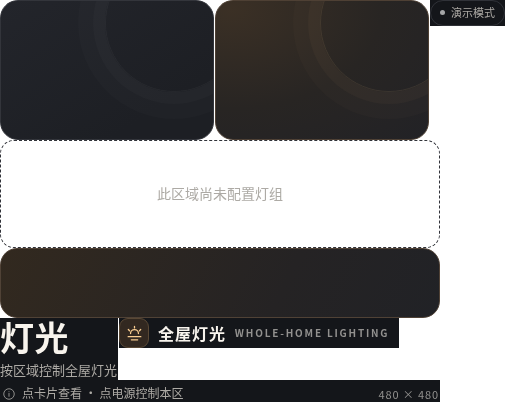 演示模式
此区域尚未配置灯组
灯光
全屋灯光 WHOLE-HOME LIGHTING
按区域控制全屋灯光
点卡片查看 · 点电源控制本区
480 × 480